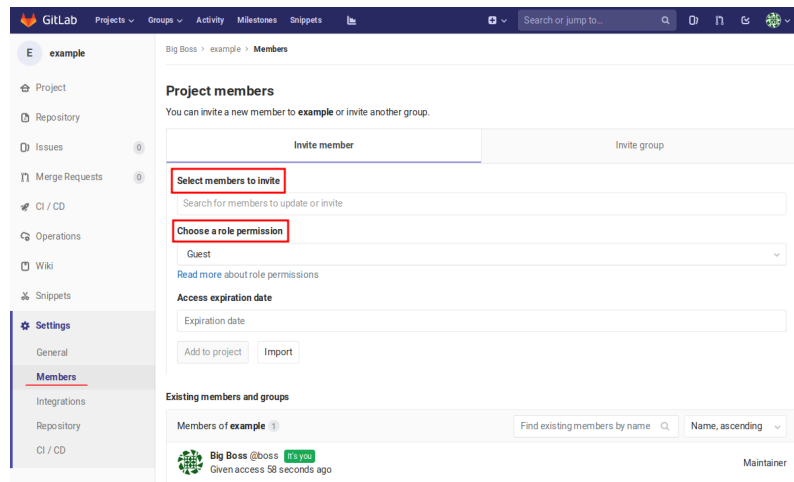 GitLab Projects Groups Activity Milestones Snippets Search or jump to...
E example
Big Boss > example > Members
Project
Repository
Issues 0
Merge Requests 0
CI / CD
Operations
Wiki
Snippets
Settings
General
Members
Integrations
Repository
CI / CD
Project members
You can invite a new member to example or invite another group.
Invite member Invite group
Select members to invite
Search for members to update or invite
Choose a role permission
Guest
Read more about role permissions
Access expiration date
Expiration date
Add to project Import
Existing members and groups
Members of example 1 Find existing members by name Name, ascending
Big Boss @boss It's you
Given access 58 seconds ago
Maintainer